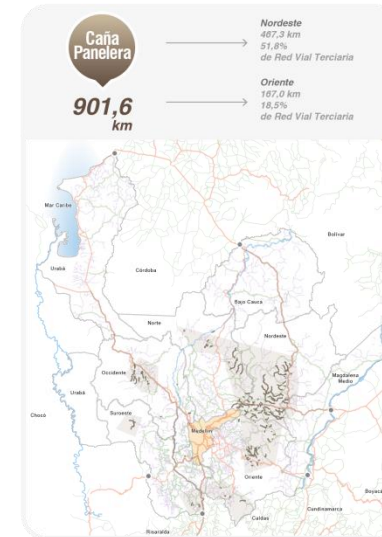 Caña
Panelera
901,6
km
Nordeste
467,3 km
51,8%
de Red Vial Terciaria
Oriente
167,0 km
18,5%
de Red Vial Terciaria
Mar Caribe
Urabá
Córdoba
Bolívar
Bajo Cauca
Norte
Nordeste
Occidente
Magdalena
Medio
Urabá
Suroeste
Chocó
Medellín
Oriente
Boyacá
Caldas
Cundinamarca
Risaralda